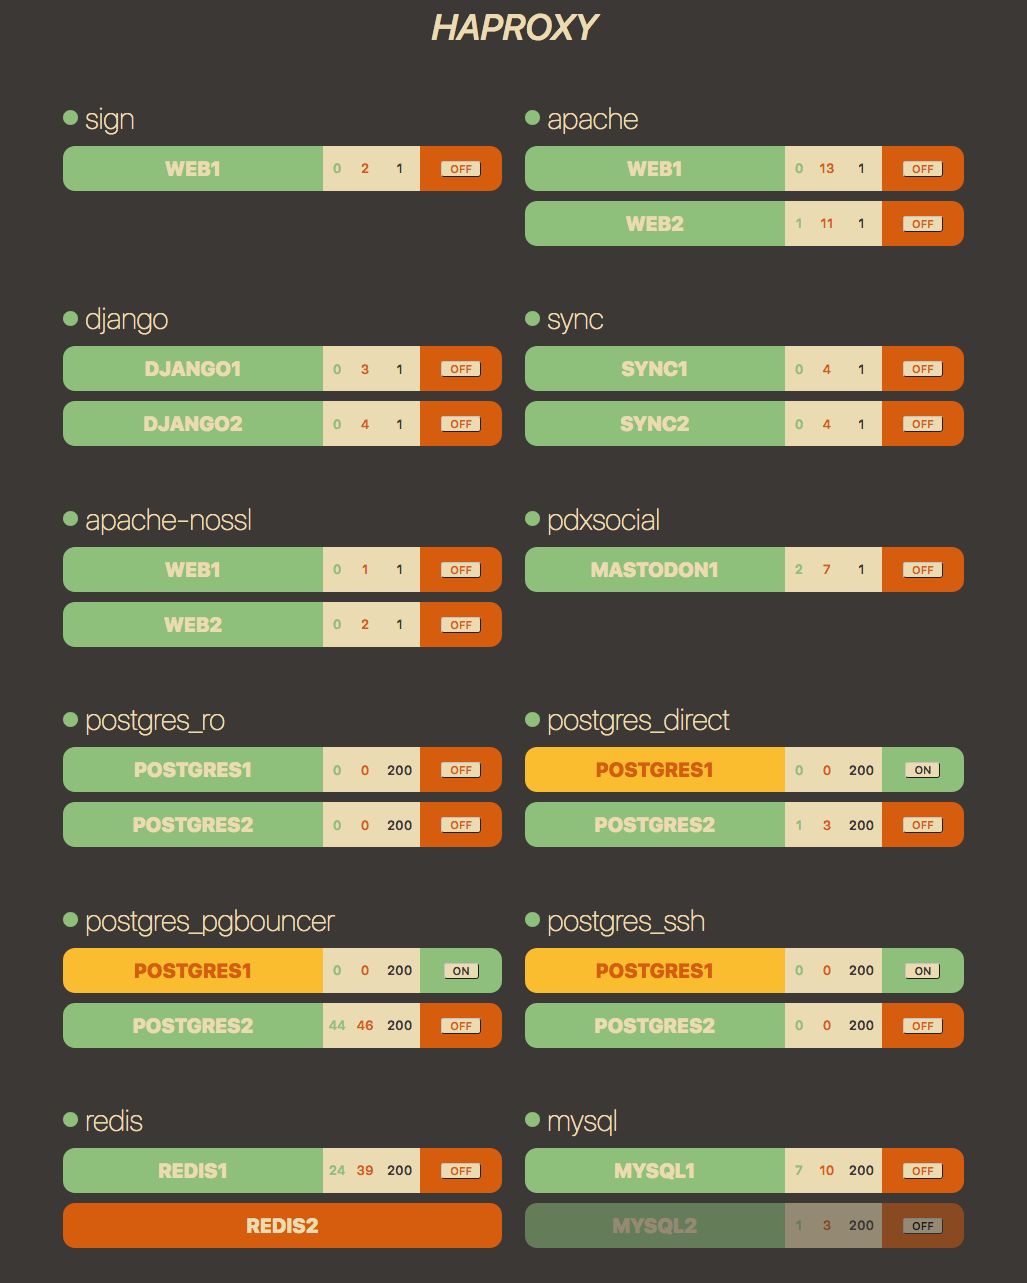 HAPROXY
sign
WEB1 0 2 1 OFF
apache
WEB1 0 13 1 OFF
WEB2 1 11 1 OFF
django
DJANGO1 0 3 1 OFF
DJANGO2 0 4 1 OFF
sync
SYNC1 0 4 1 OFF
SYNC2 0 4 1 OFF
apache-nossl
WEB1 0 1 1 OFF
WEB2 0 2 1 OFF
pdxsocial
MASTODON1 2 7 1 OFF
postgres_ro
POSTGRES1 0 0 200 OFF
POSTGRES2 0 0 200 OFF
postgres_direct
POSTGRES1 0 0 200 ON
POSTGRES2 1 3 200 OFF
postgres_pgbouncer
POSTGRES1 0 0 200 ON
POSTGRES2 44 46 200 OFF
postgres_ssh
POSTGRES1 0 0 200 ON
POSTGRES2 0 0 200 OFF
redis
REDIS1 24 39 200 OFF
REDIS2
mysql
MYSQL1 7 10 200 OFF
MYSQL2 1 3 200 OFF